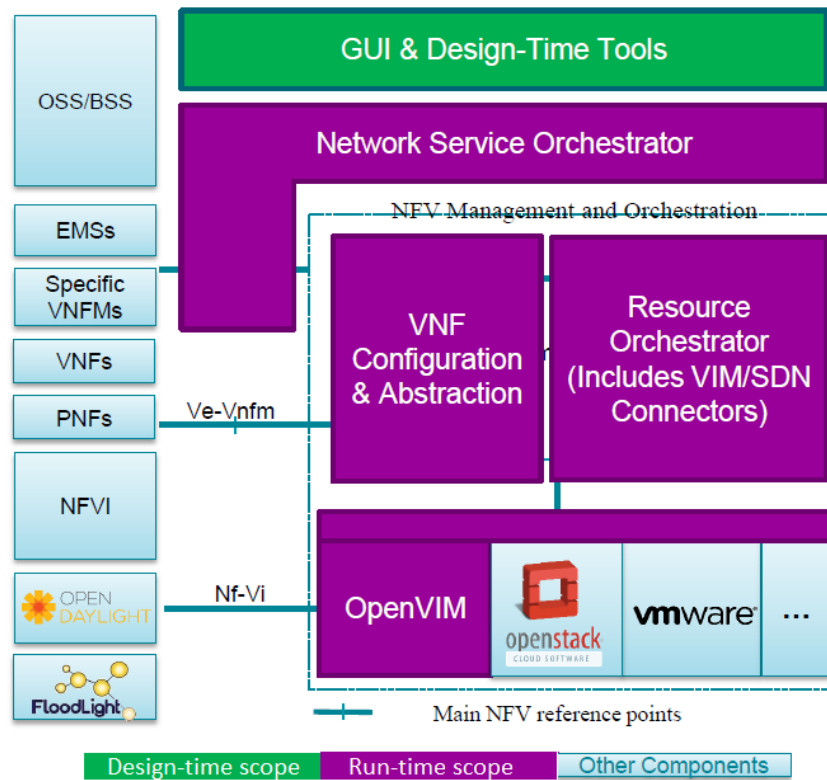 GUI & Design-Time Tools
OSS/BSS
Network Service Orchestrator
NFV Management and Orchestration
EMSs
Specific
VNFMs
VNFs
PNFs
NFVI
OPEN
DAYLIGHT
FloodLight
Ve-Vnfm
Nf-Vi
VNF
Configuration
& Abstraction
Resource
Orchestrator
(Includes VIM/SDN
Connectors)
OpenVIM
openstack
CLOUD SOFTWARE
vmware
...
Main NFV reference points
Design-time scope
Run-time scope
Other Components